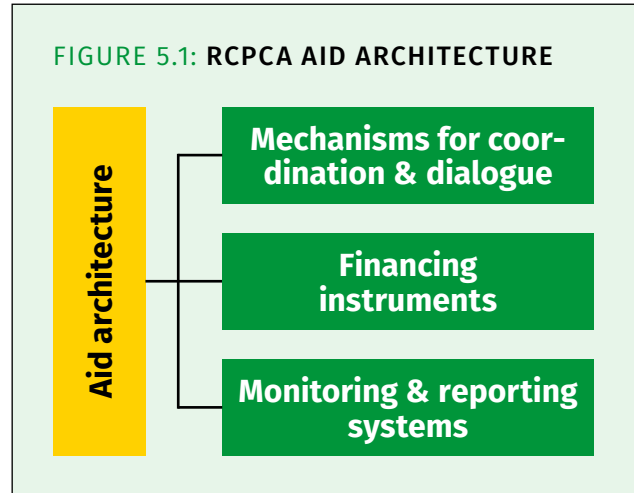 FIGURE 5.1: RCPCA AID ARCHITECTURE
Aid architecture
Mechanisms for coor-
dination & dialogue
Financing
instruments
Monitoring & reporting
systems